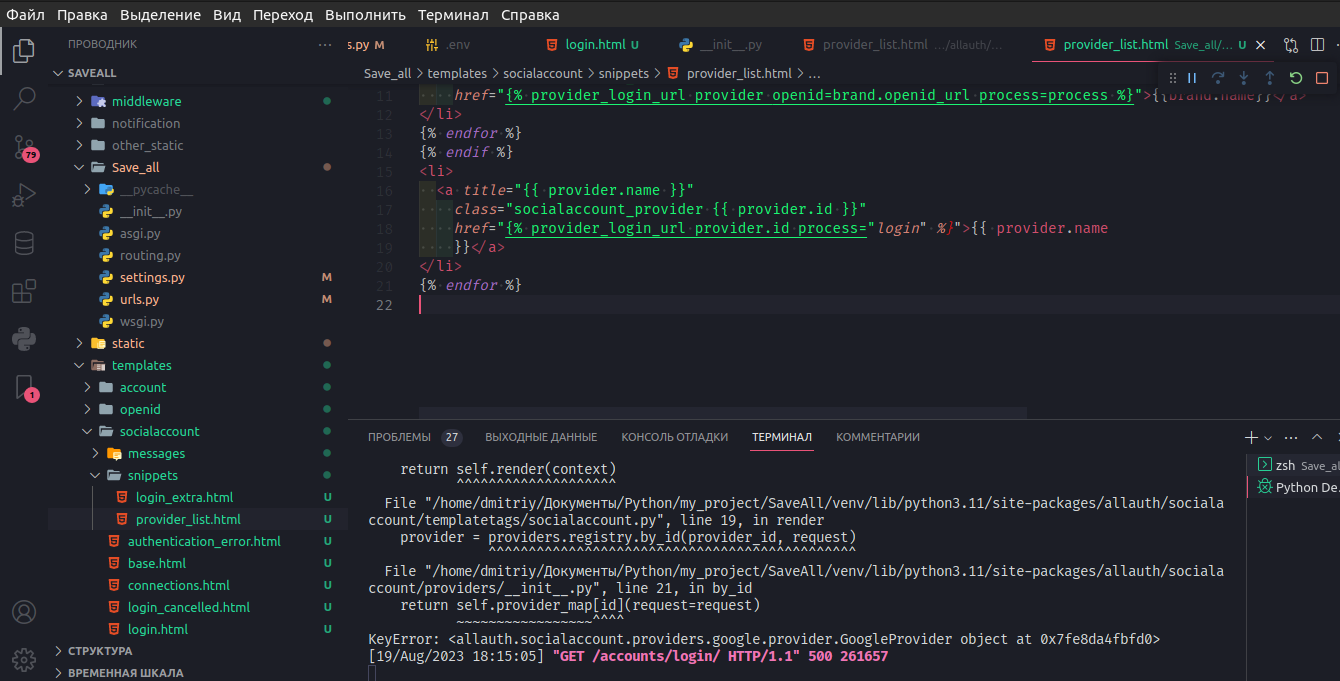 Файл Правка Выделение Вид Переход Выполнить Терминал Справка
ПРОВОДНИК ···
s.py M .env login.html U __init__.py provider_list.html .../allauth/... provider_list.html Save_all/... U
SAVEALL
Save_all > templates > socialaccount > snippets > provider_list.html > ...
middleware
notification
other_static
Save_all
__pycache__
__init__.py
asgi.py
routing.py
settings.py M
urls.py M
wsgi.py
static
templates
account
openid
socialaccount
messages
snippets
login_extra.html U
provider_list.html U
authentication_error.html U
base.html U
connections.html U
login_cancelled.html U
login.html U
СТРУКТУРА
ВРЕМЕННАЯ ШКАЛА
79
1
11 href="{% provider_login_url provider openid=brand.openid_url process=process %}">{{brand.name}}</a>
12 </li>
13 {% endfor %}
14 {% endif %}
15 <li>
16 <a title="{{ provider.name }}"
17 class="socialaccount_provider {{ provider.id }}"
18 href="{% provider_login_url provider.id process="login" %}">{{ provider.name
19 }}</a>
20 </li>
21 {% endfor %}
22
ПРОБЛЕМЫ 27 ВЫХОДНЫЕ ДАННЫЕ КОНСОЛЬ ОТЛАДКИ ТЕРМИНАЛ КОММЕНТАРИИ
zsh Save_al
Python De...
return self.render(context)
^^^^^^^^^^^^^^^^^^^^
File "/home/dmitriy/Документы/Python/my_project/SaveAll/venv/lib/python3.11/site-packages/allauth/sociala
ccount/templatetags/socialaccount.py", line 19, in render
provider = providers.registry.by_id(provider_id, request)
^^^^^^^^^^^^^^^^^^^^^^^^^^^^^^^^^^^^^^^^^^^^^^
File "/home/dmitriy/Документы/Python/my_project/SaveAll/venv/lib/python3.11/site-packages/allauth/sociala
ccount/providers/__init__.py", line 21, in by_id
return self.provider_map[id](request=request)
~~~~~~~~~~~~~~~~~^^^^
KeyError: <allauth.socialaccount.providers.google.provider.GoogleProvider object at 0x7fe8da4fbfd0>
[19/Aug/2023 18:15:05] "GET /accounts/login/ HTTP/1.1" 500 261657